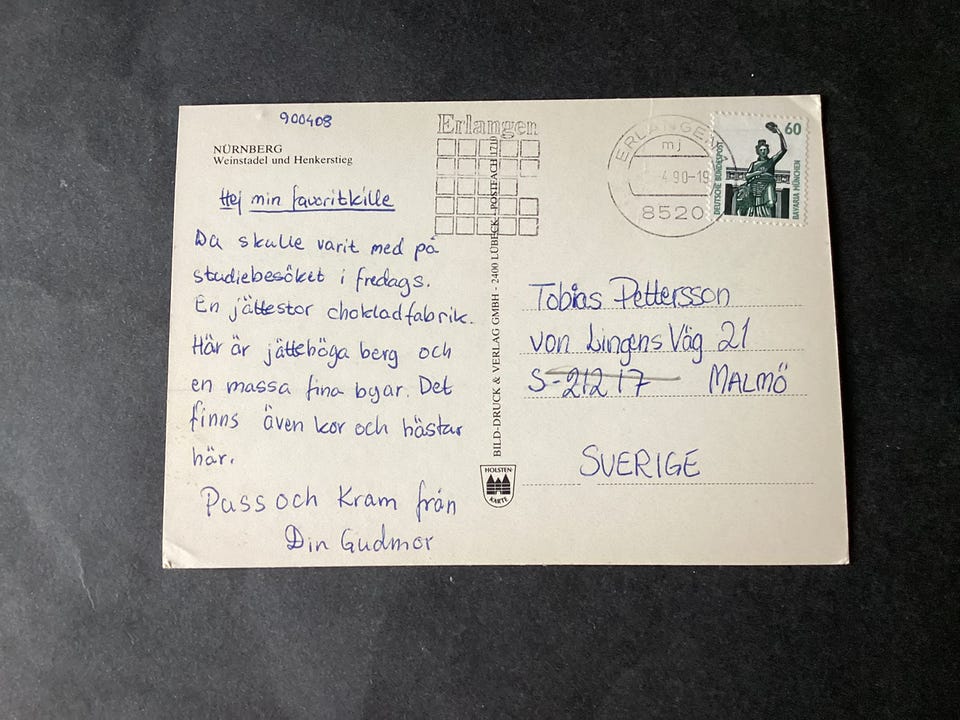 900408
NÜRNBERG
Weinstadel und Henkerstieg
Hej min favoritkille
Du skulle varit med på
studiebesöket i fredags.
En jättestor chokladfabrik.
Här är jättehöga berg och
en massa fina byar. Det
finns även kor och hästar
här.
Puss och Kram från
Din Gudmor
Erlangen
BILD-DRUCK & VERLAG GMBH - 2400 LÜBECK - POSTFACH 1710
HOLSTEN
KARTE
ERLANGEN
mj
4.90-19
8520
60
DEUTSCHE BUNDESPOST
BAVARIA MÜNCHEN
Tobias Pettersson
von Lingens Väg 21
S-212 17 MALMÖ
SVERIGE